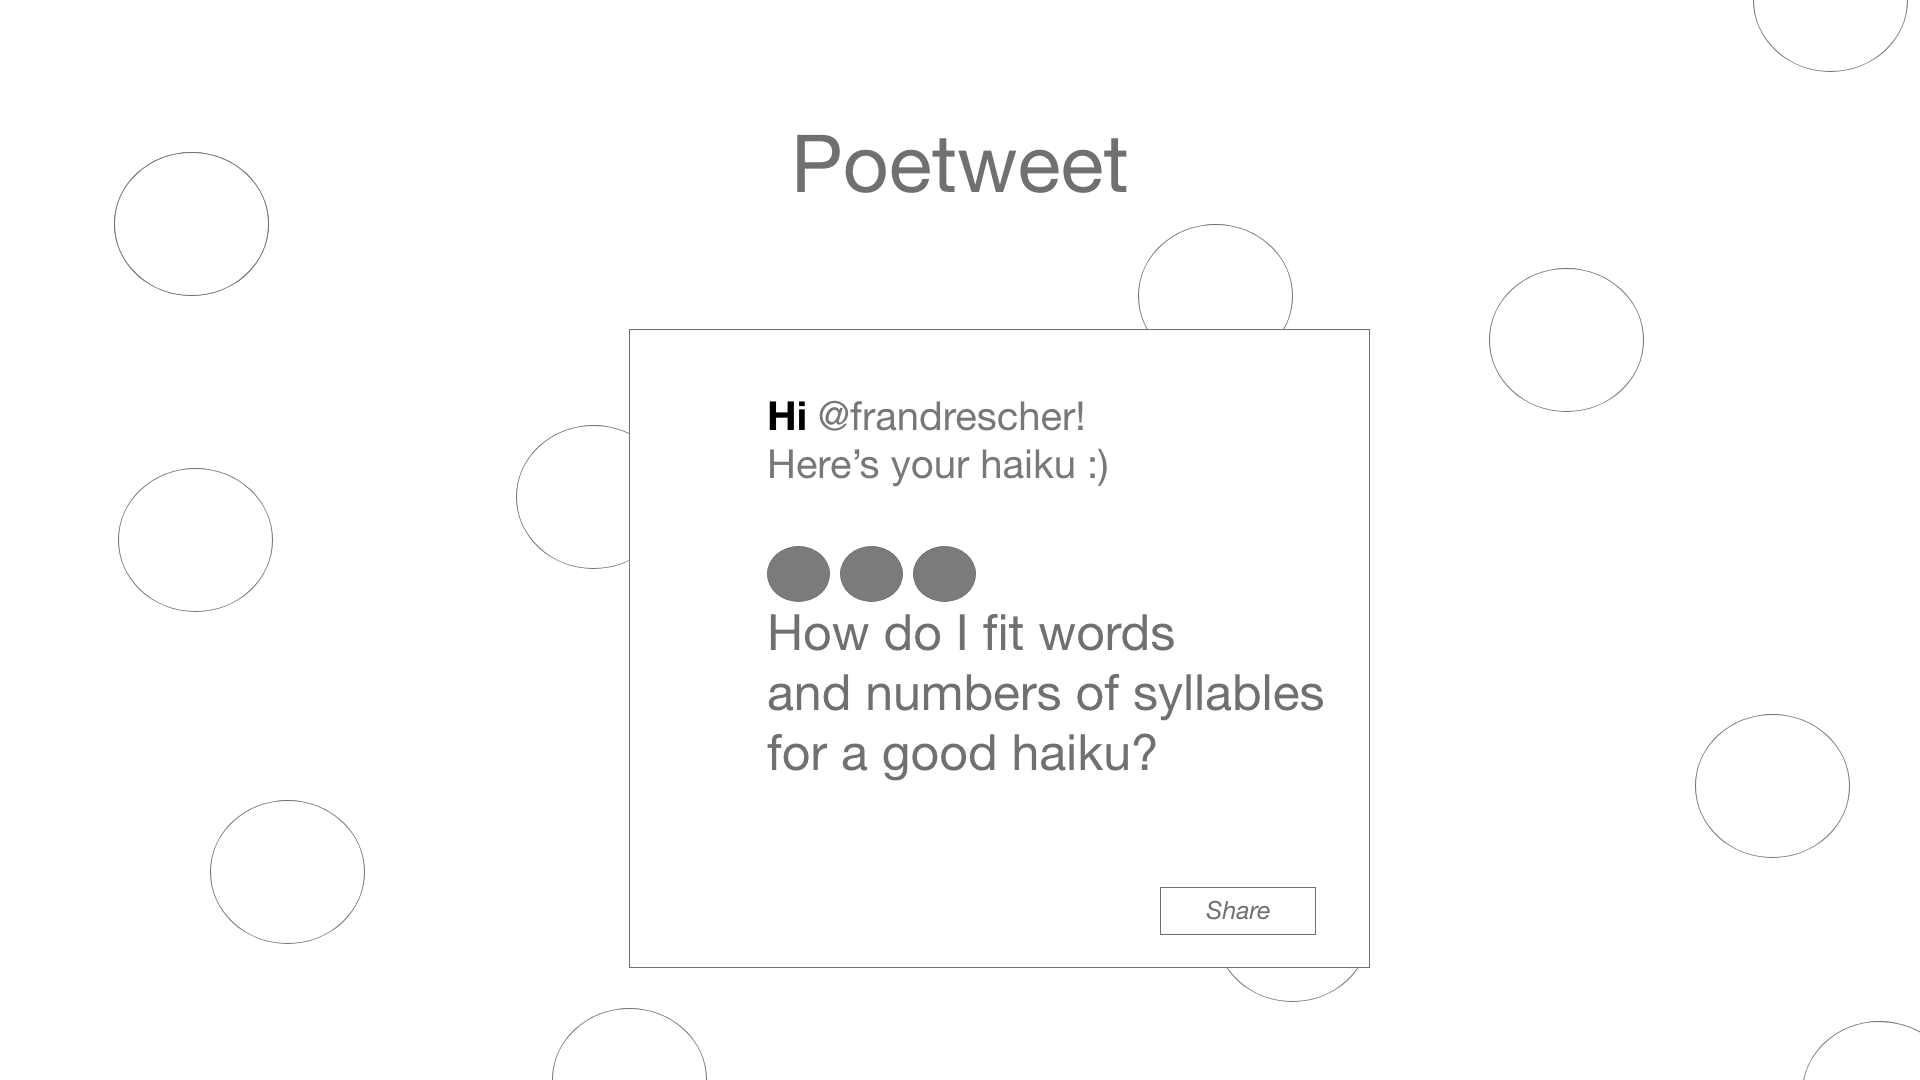 Poetweet
Hi @frandrescher!
Here’s your haiku :)
How do I fit words
and numbers of syllables
for a good haiku?
Share